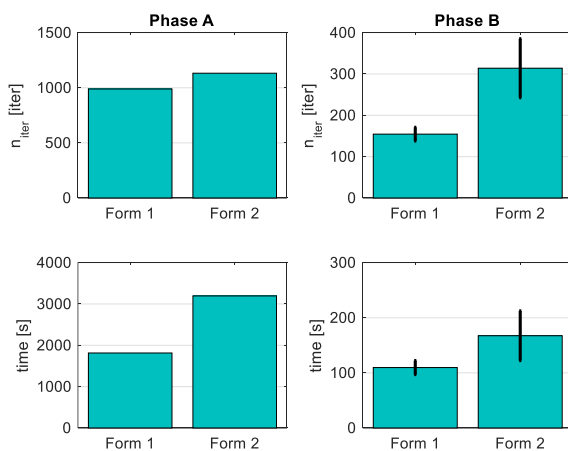 Phase A
1500
1000
500
0
n_iter [iter]
Form 1 Form 2
Phase B
400
300
200
100
0
n_iter [iter]
Form 1 Form 2
4000
3000
2000
1000
0
time [s]
Form 1 Form 2
300
200
100
0
time [s]
Form 1 Form 2